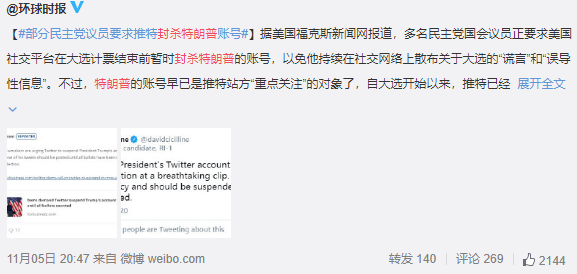 @环球时报
【#部分民主党议员要求推特封杀特朗普账号#】据美国福克斯新闻网报道，多名民主党国会议员正要求美国
社交平台在大选计票结束前暂时封杀特朗普的账号，以免他持续在社交网络上散布关于大选的“谎言”和“误导
性信息”。不过，特朗普的账号早已是推特站方“重点关注”的对象了，自大选开始以来，推特已经 展开全文
ne @davidcicilline
candidate, RI-1
President's Twitter account
tion at a breathtaking clip.
cy and should be suspende
d.
20
people are Tweeting about this
11月05日 20:47 来自 微博 weibo.com
转发 140
评论 269
2144